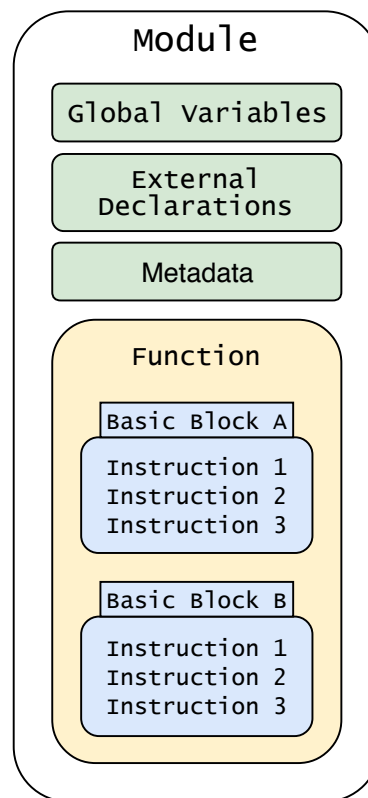 Module
Global Variables
External
Declarations
Metadada
Function
Basic Block A
Instruction 1
Instruction 2
Instruction 3
Basic Block B
Instruction 1
Instruction 2
Instruction 3